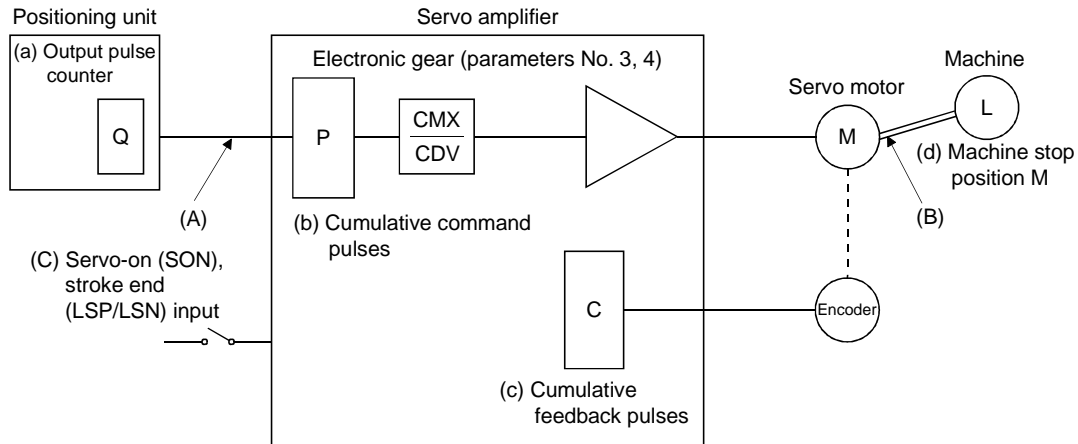 Positioning unit
Servo amplifier
(a) Output pulse
counter
Q
Electronic gear (parameters No. 3, 4)
P
CMX
CDV
Servo motor
M
Machine
L
(d) Machine stop
position M
(A)
(B)
(b) Cumulative command
pulses
(C) Servo-on (SON),
stroke end
(LSP/LSN) input
C
Encoder
(c) Cumulative
feedback pulses